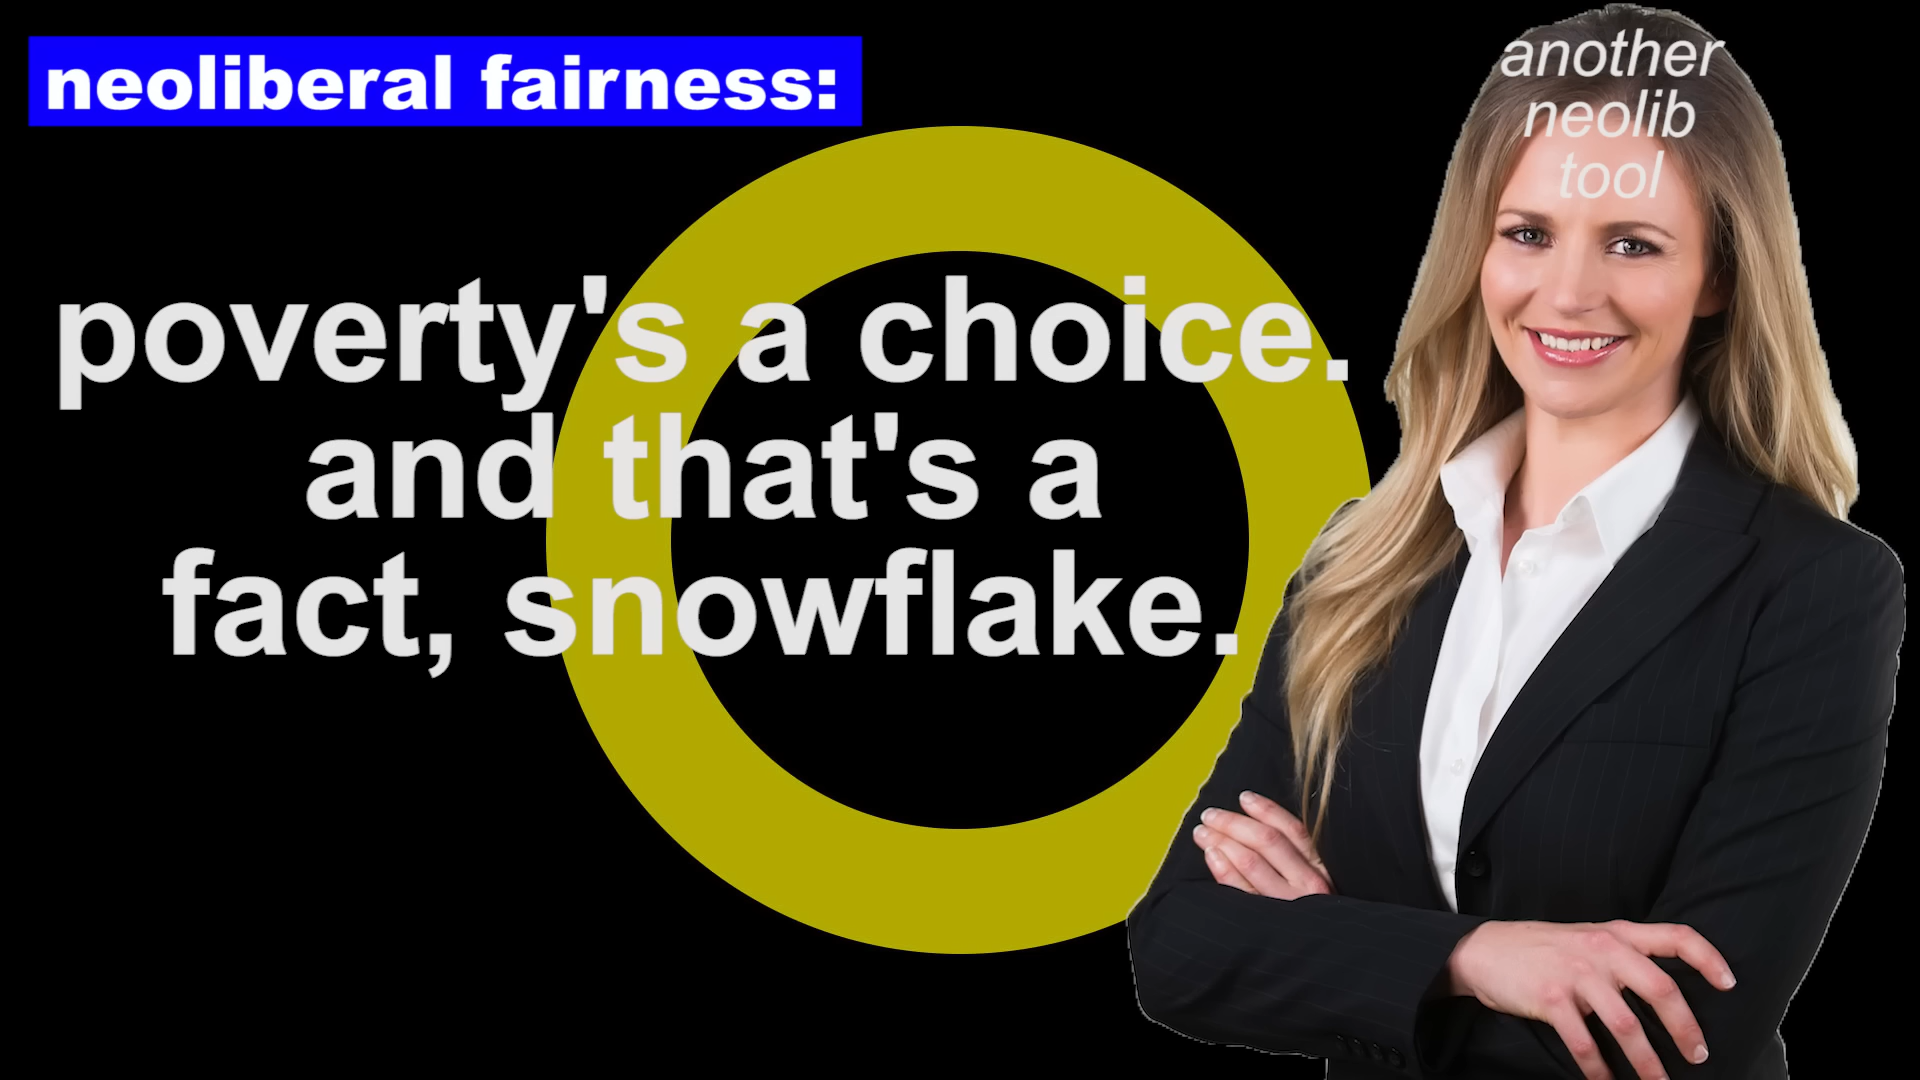 neoliberal fairness:
another
neolib
tool
poverty's a choice.
and that's a
fact, snowflake.